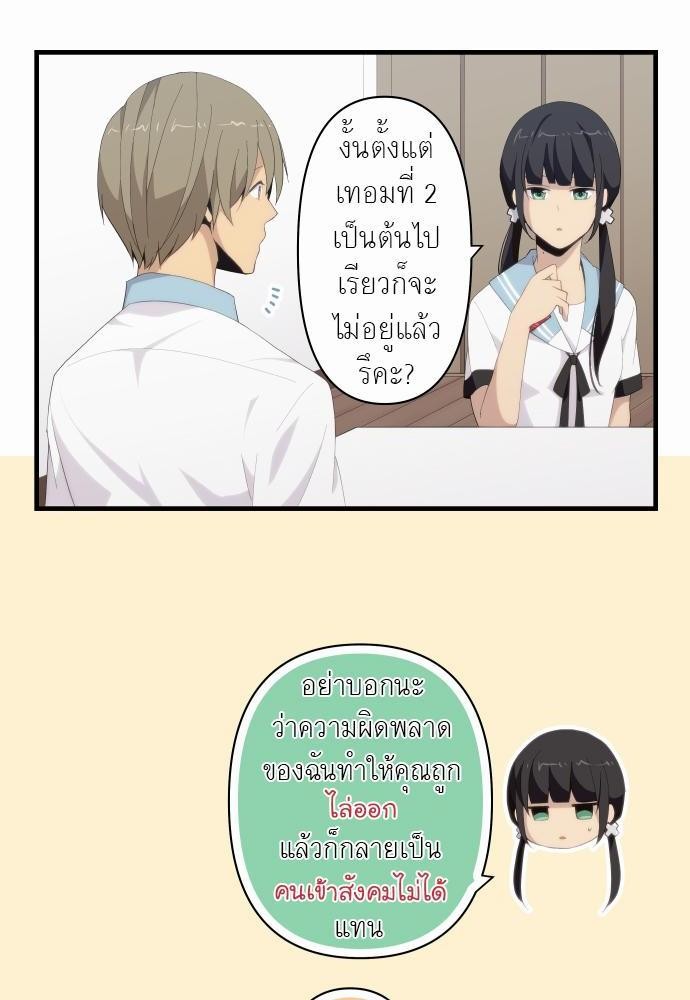 งั้นตั้งแต่
เทอมที่ 2
เป็นต้นไป
เรียวก็จะ
ไม่อยู่แล้ว
รึคะ?
อย่าบอกนะ
ว่าความผิดพลาด
ของฉันทำให้คุณถูก
ไล่ออก
แล้วก็กลายเป็น
คนเข้าสังคมไม่ได้
แทน